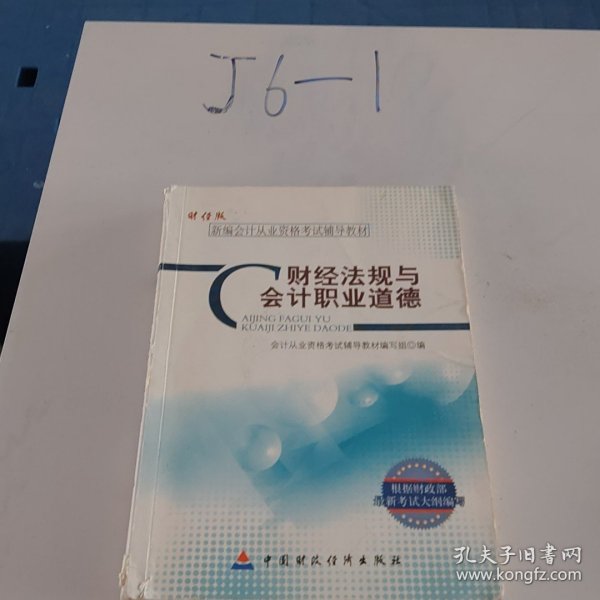 J6-1
财经版
新编会计从业资格考试辅导教材
财经法规与
会计职业道德
CAIJING FAGUI YU
KUAIJI ZHIYE DAODE
会计从业资格考试辅导教材编写组◎编
根据财政部
最新考试大纲编写
中国财政经济出版社
孔夫子旧书网
www.kongfz.com